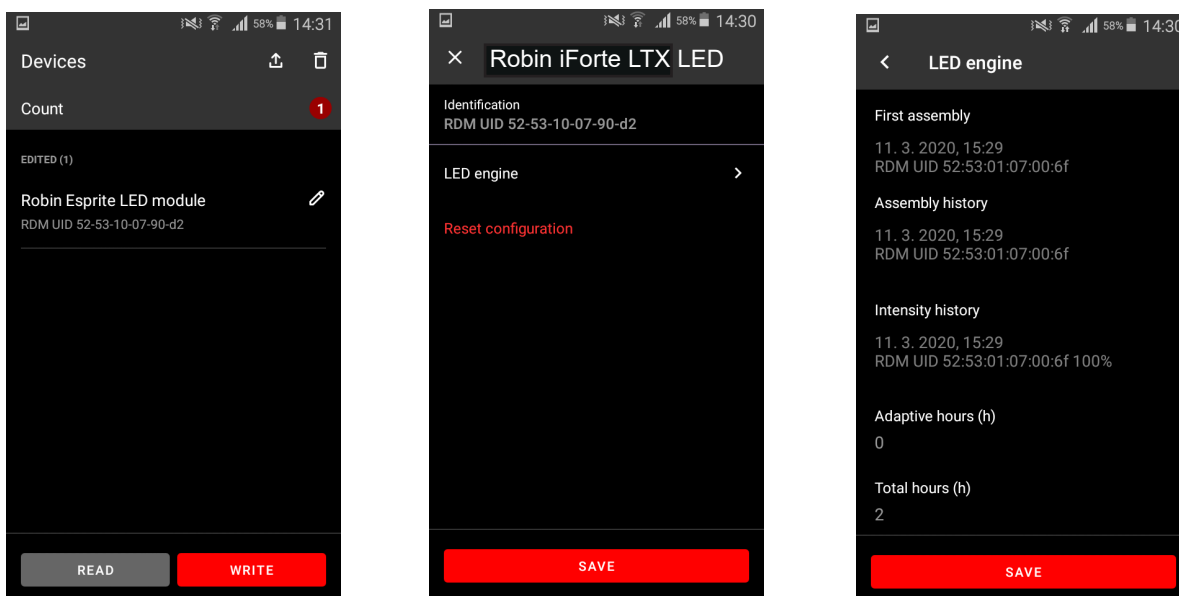 58% 14:31
Devices
Count
1
EDITED (1)
Robin Esprite LED module
RDM UID 52-53-10-07-90-d2
READ
WRITE
58% 14:30
Robin iForte LTX LED
Identification
RDM UID 52-53-10-07-90-d2
LED engine
Reset configuration
SAVE
58% 14:30
LED engine
First assembly
11. 3. 2020, 15:29
RDM UID 52:53:01:07:00:6f
Assembly history
11. 3. 2020, 15:29
RDM UID 52:53:01:07:00:6f
Intensity history
11. 3. 2020, 15:29
RDM UID 52:53:01:07:00:6f 100%
Adaptive hours (h)
0
Total hours (h)
2
SAVE